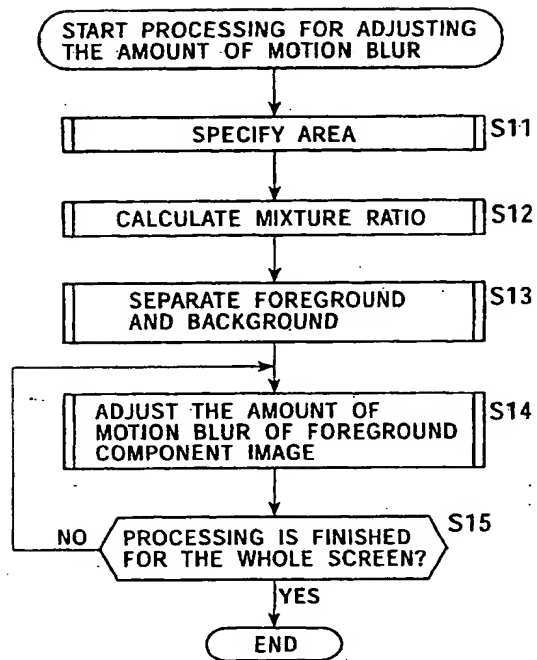 START PROCESSING FOR ADJUSTING
THE AMOUNT OF MOTION BLUR
SPECIFY AREA
S11
CALCULATE MIXTURE RATIO
S12
SEPARATE FOREGROUND
AND BACKGROUND
S13
ADJUST THE AMOUNT OF
MOTION BLUR OF FOREGROUND
COMPONENT IMAGE
S14
PROCESSING IS FINISHED
FOR THE WHOLE SCREEN?
S15
NO
YES
END